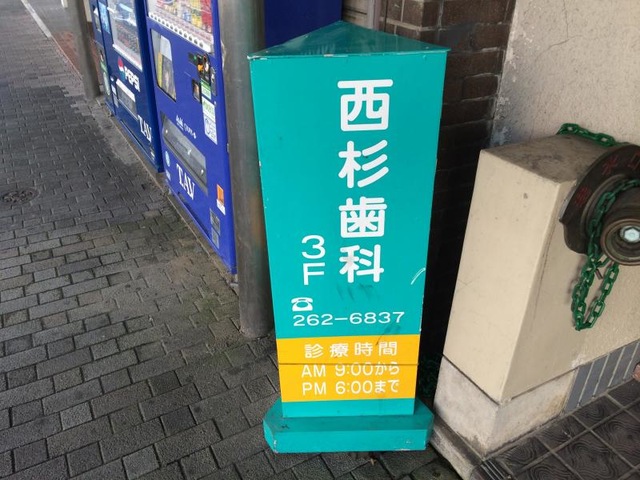 西杉歯科
3F
262-6837
診療時間
AM 9:00から
PM 6:00まで
PEPSI